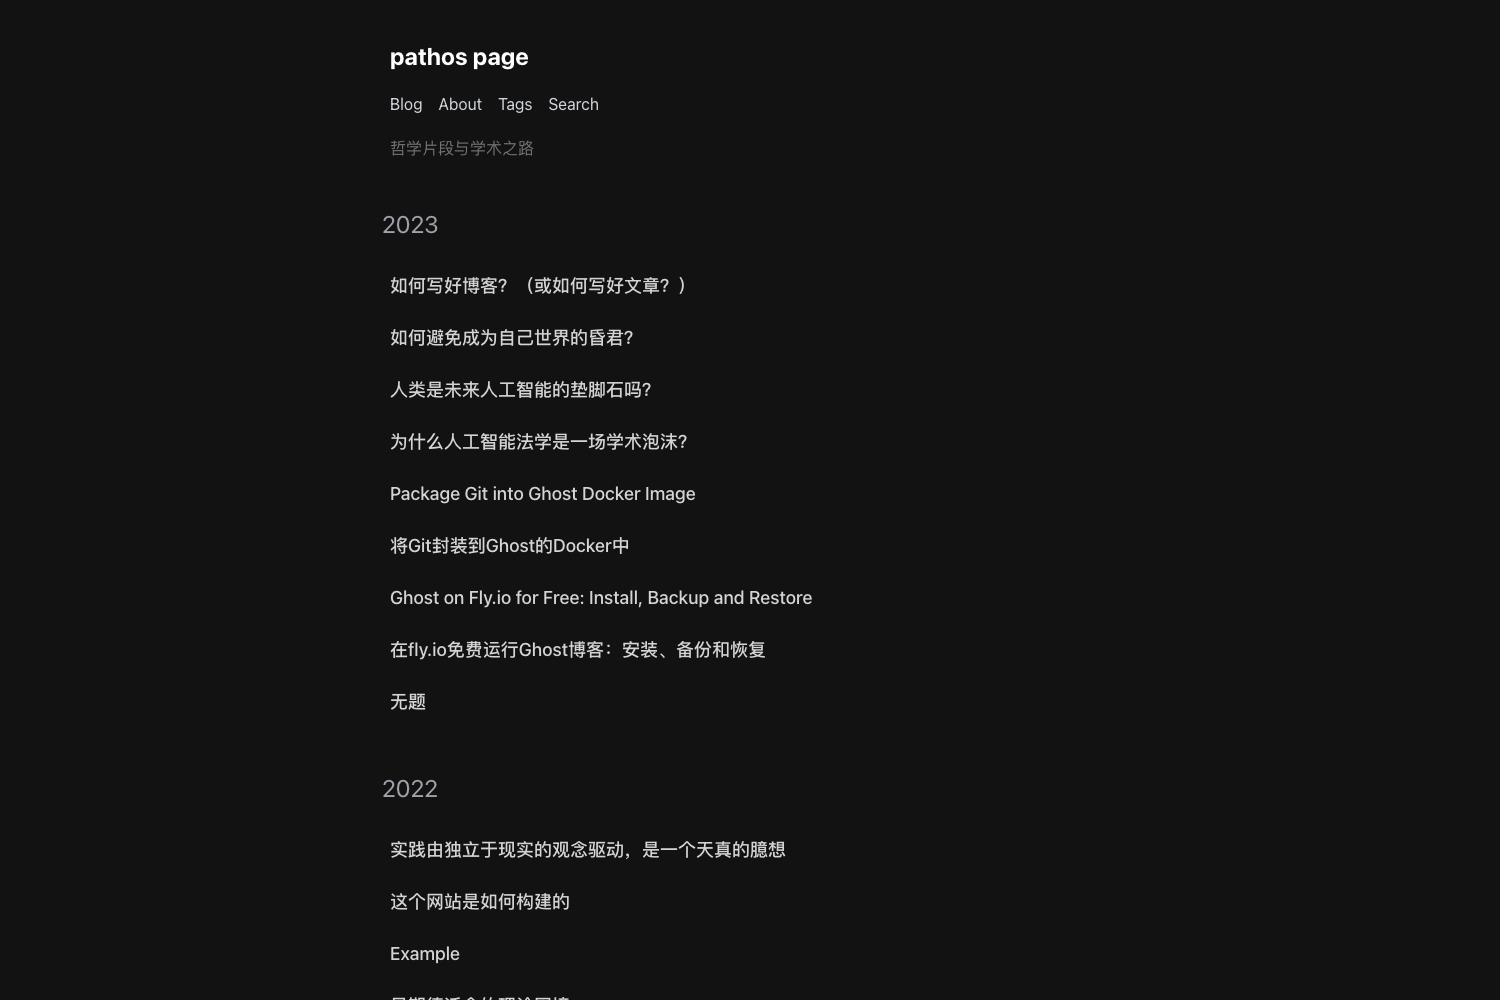 pathos page
Blog About Tags Search
哲学片段与学术之路
2023
如何写好博客？（或如何写好文章？）
如何避免成为自己世界的昏君？
人类是未来人工智能的垫脚石吗？
为什么人工智能法学是一场学术泡沫？
Package Git into Ghost Docker Image
将Git封装到Ghost的Docker中
Ghost on Fly.io for Free: Install, Backup and Restore
在fly.io免费运行Ghost博客：安装、备份和恢复
无题
2022
实践由独立于现实的观念驱动，是一个天真的臆想
这个网站是如何构建的
Example